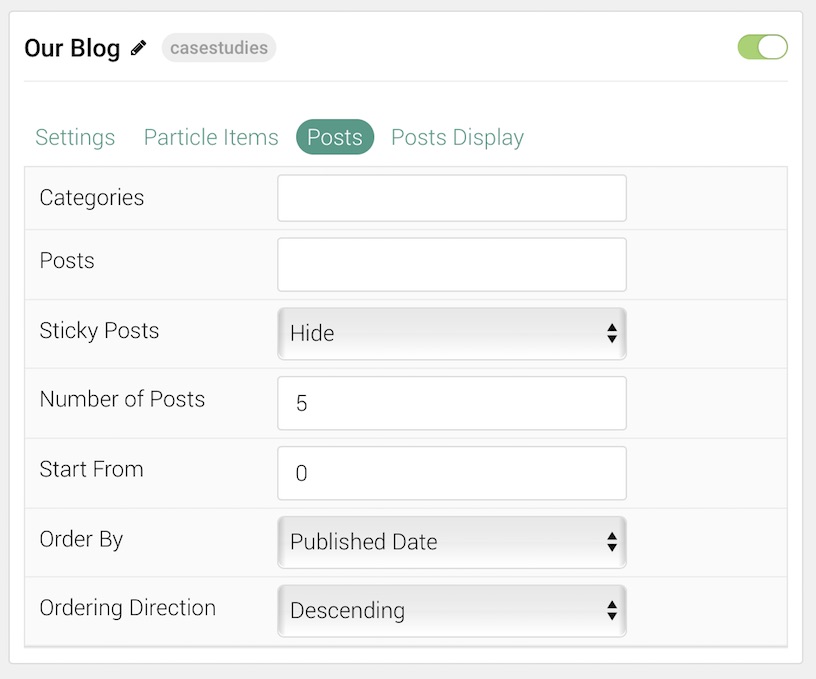 Our Blog casestudies
Settings Particle Items Posts Posts Display
Categories
Posts
Sticky Posts Hide
Number of Posts 5
Start From 0
Order By Published Date
Ordering Direction Descending